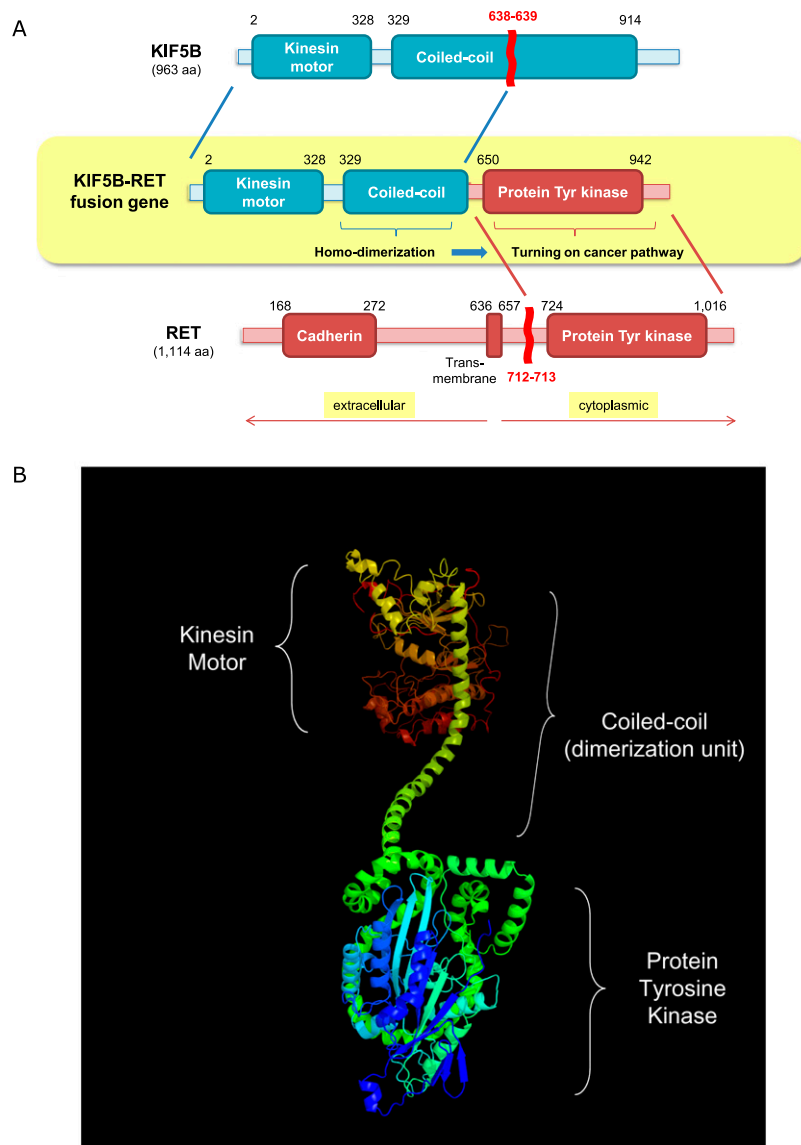 A
2 328 329 638-639 914
KIF5B
(963 aa)
Kinesin
motor
Coiled-coil
KIF5B-RET
fusion gene
2 328 329 650 942
Kinesin
motor
Coiled-coil
Protein Tyr kinase
Homo-dimerization
Turning on cancer pathway
168 272 636 657 724 1,016
RET
(1,114 aa)
Cadherin
Protein Tyr kinase
Trans-
membrane
712-713
extracellular
cytoplasmic
B
Kinesin
Motor
Coiled-coil
(dimerization unit)
Protein
Tyrosine
Kinase